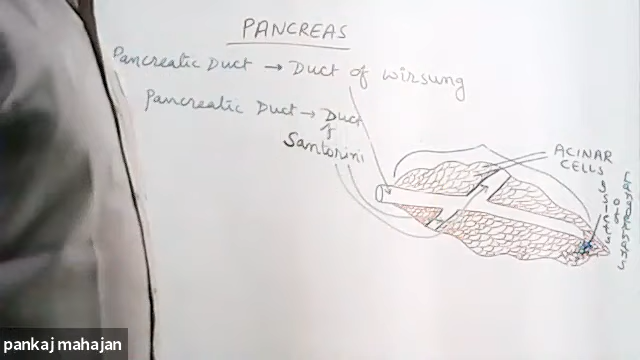 PANCREAS
Pancreatic Duct → Duct of Wirsung
Pancreatic Duct → Duct
of
Santorini
ACINAR
CELLS
pankaj mahajan